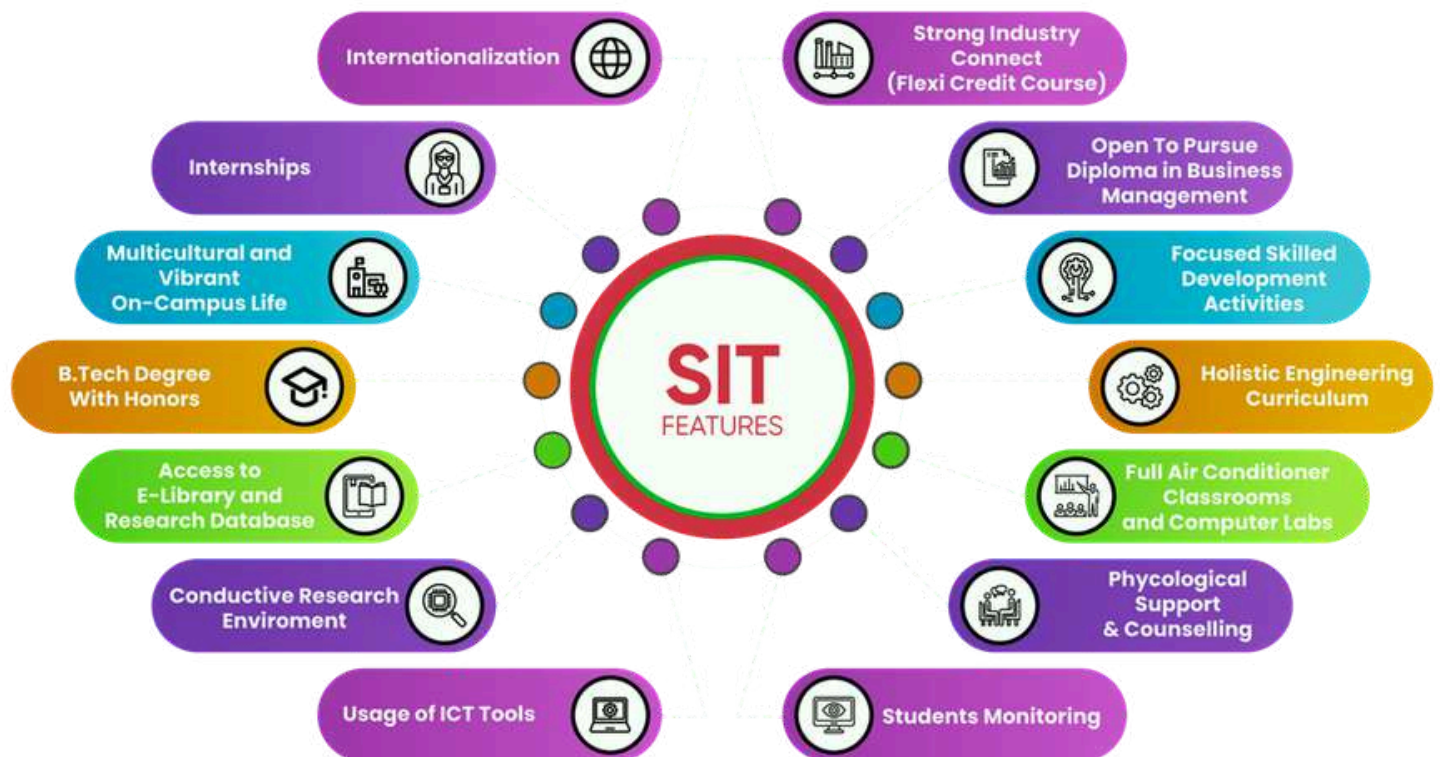 Internationalization
Internships
Multicultural and
Vibrant
On-Campus Life
B.Tech Degree
With Honors
Access to
E-Library and
Research Database
Conductive Research
Enviroment
Usage of ICT Tools
SIT
FEATURES
Strong Industry
Connect
(Flexi Credit Course)
Open To Pursue
Diploma in Business
Management
Focused Skilled
Development
Activities
Holistic Engineering
Curriculum
Full Air Conditioner
Classrooms
and Computer Labs
Phycological
Support
& Counselling
Students Monitoring